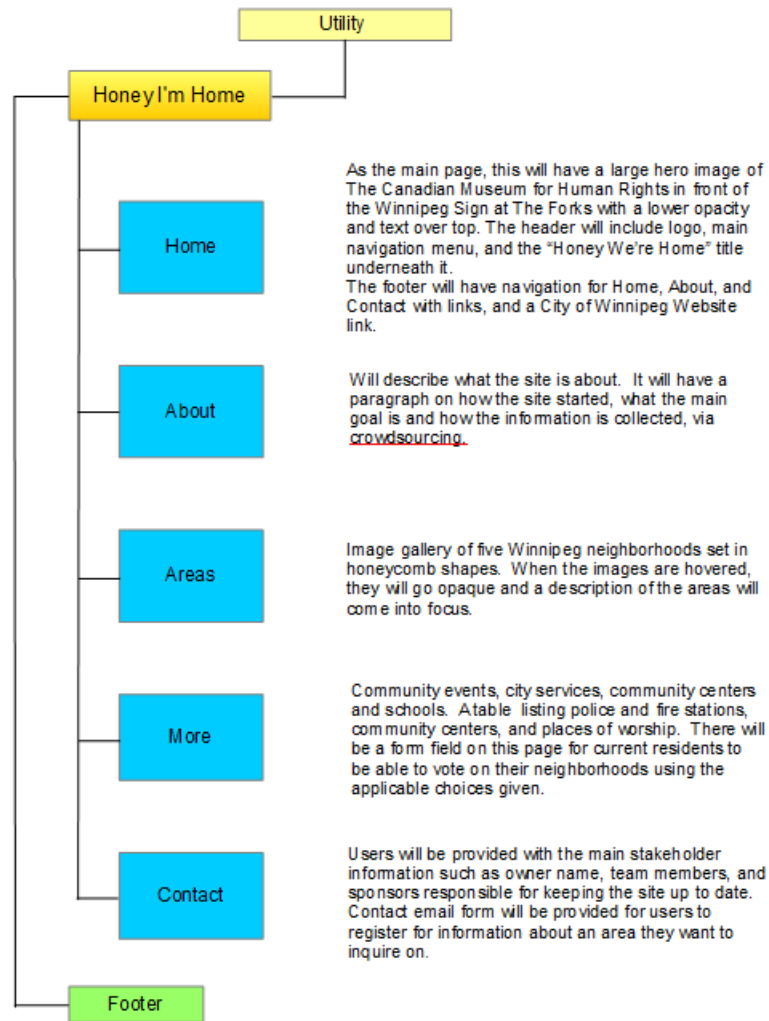 Utility
Honey I'm Home
As the main page, this will have a large hero image of
The Canadian Museum for Human Rights in front of
the Winnipeg Sign at The Forks with a lower opacity
and text over top. The header will include logo, main
navigation menu, and the “Honey We’re Home” title
underneath it.
The footer will have navigation for Home, About, and
Contact with links, and a City of Winnipeg Website
link.
Home
Will describe what the site is about. It will have a
paragraph on how the site started, what the main
goal is and how the information is collected, via
crowdsourcing.
About
Image gallery of five Winnipeg neighborhoods set in
honeycomb shapes. When the images are hovered,
they will go opaque and a description of the areas will
come into focus.
Areas
Community events, city services, community centers
and schools. A table listing police and fire stations,
community centers, and places of worship. There will
be a form field on this page for current residents to
be able to vote on their neighborhoods using the
applicable choices given.
More
Users will be provided with the main stakeholder
information such as owner name, team members, and
sponsors responsible for keeping the site up to date.
Contact email form will be provided for users to
register for information about an area they want to
inquire on.
Contact
Footer